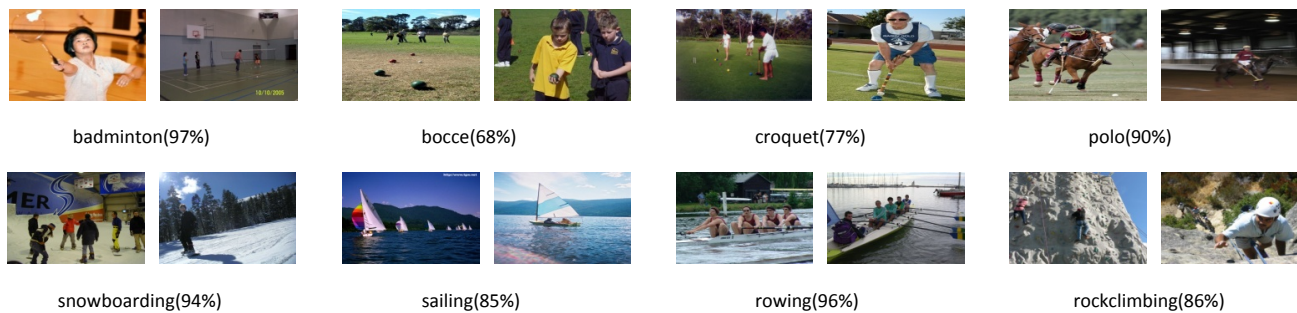 10/10/2005
badminton(97%)
bocce(68%)
croquet(77%)
polo(90%)
MER
snowboarding(94%)
sailing(85%)
rowing(96%)
rockclimbing(86%)